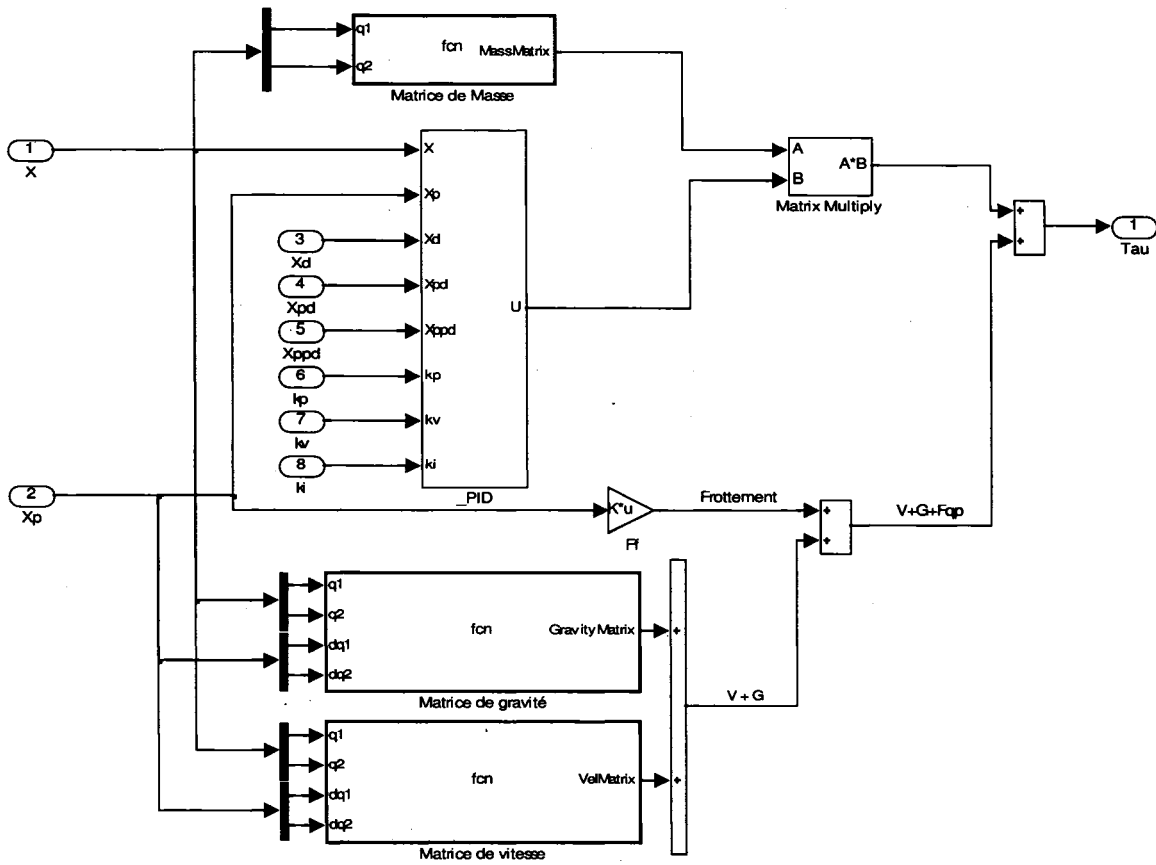 q1
q2
fcn
MassMatrix
Matrice de Masse
1
X
X
Xp
3
Xd
Xd
4
Xpd
Xpd
5
Xppd
Xppd
6
kp
kp
7
kv
kv
8
ki
ki
U
_PID
A
B
A*B
Matrix Multiply
+
+
1
Tau
2
Xp
K*u
Ff
Frottement
+
+
V+G+Fqp
q1
q2
dq1
dq2
fcn
GravityMatrix
Matrice de gravité
+
V + G
q1
q2
dq1
dq2
fcn
VelMatrix
+
Matrice de vitesse